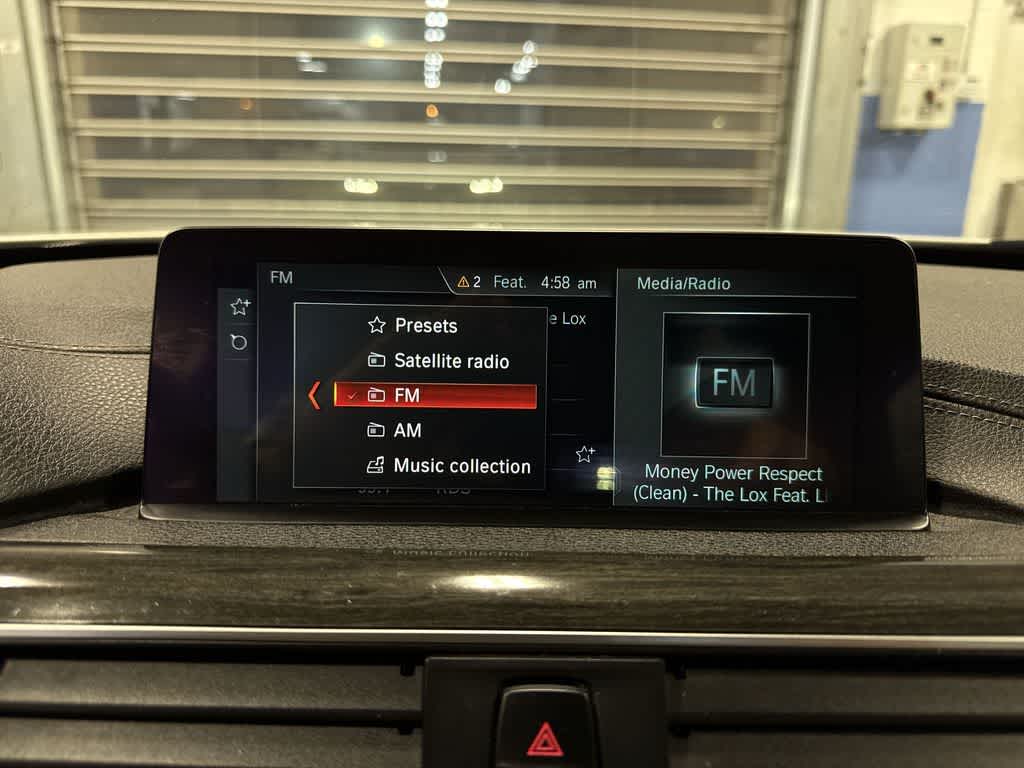 FM
2 Feat. 4:58 am
Media/Radio
Presets
e Lox
Satellite radio
FM
FM
AM
Music collection
Money Power Respect
(Clean) - The Lox Feat. Li
RDS